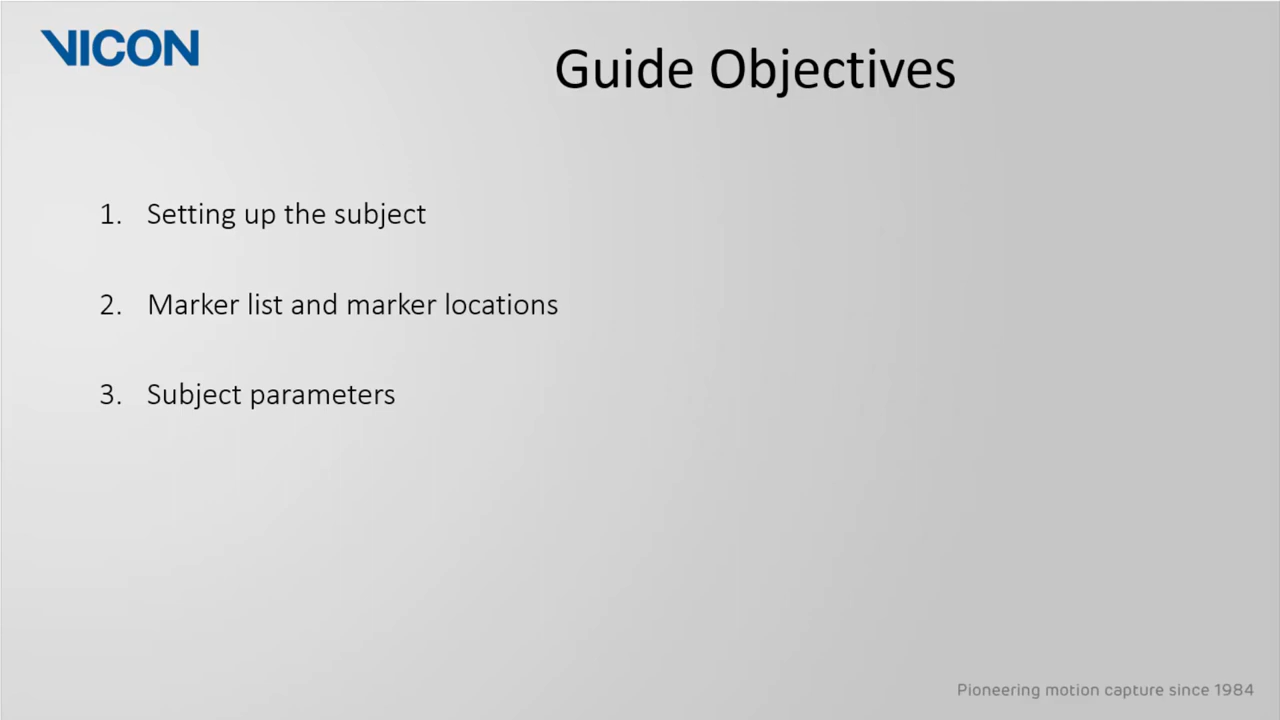 VICON
Guide Objectives
1. Setting up the subject
2. Marker list and marker locations
3. Subject parameters
Pioneering motion capture since 1984